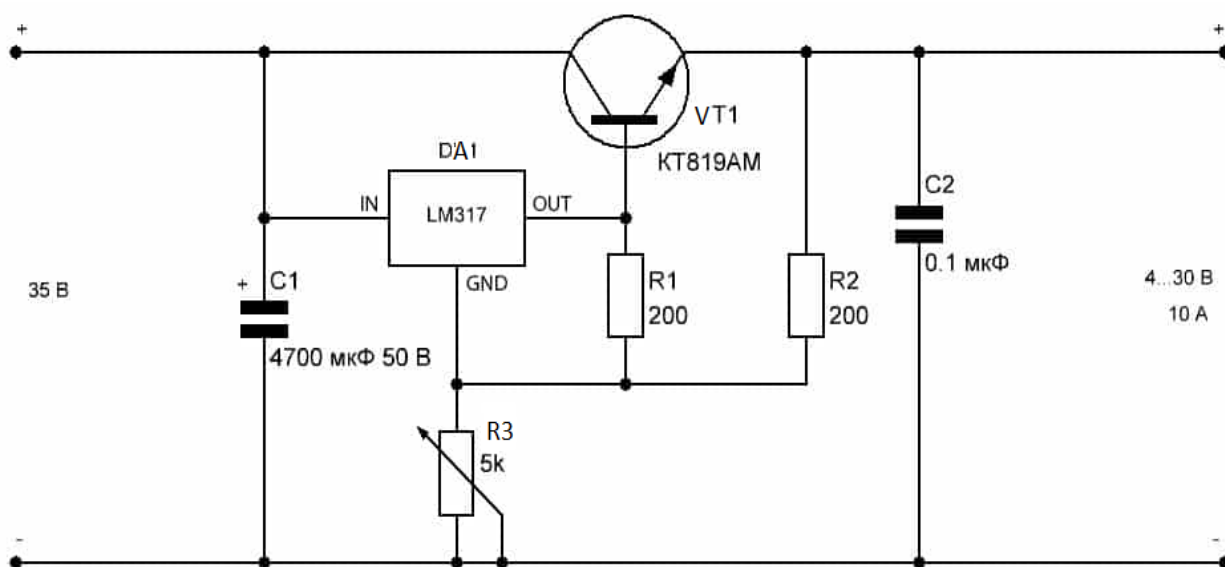 +
+
VT1
КТ819АМ
DA1
IN
LM317
OUT
GND
C2
0.1 мкФ
35 В
+
C1
4700 мкФ 50 В
R1
200
R2
200
4...30 В
10 А
R3
5k
-
-